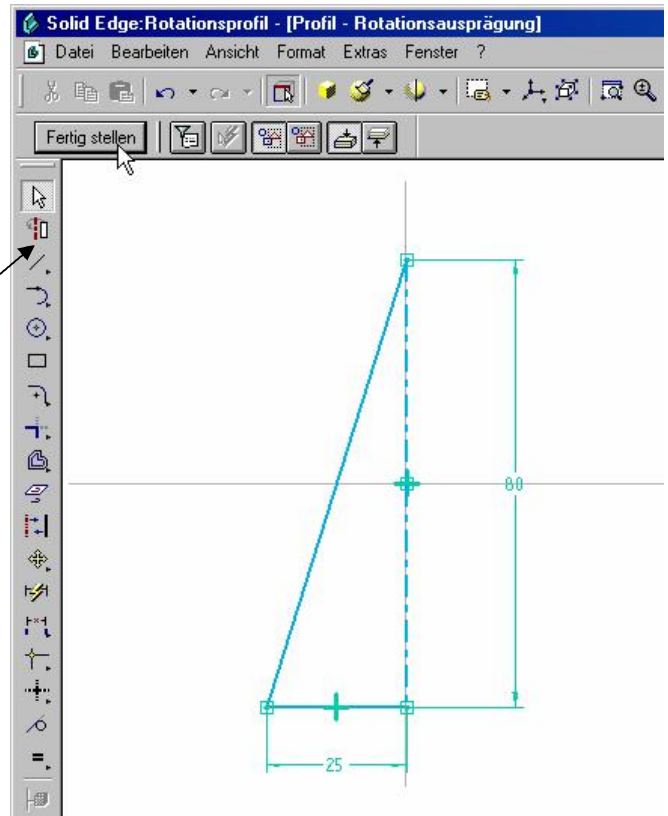 Solid Edge:Rotationsprofil - [Profil - Rotationsausprägung]
Datei Bearbeiten Ansicht Format Extras Fenster ?
Fertig stellen
80
25